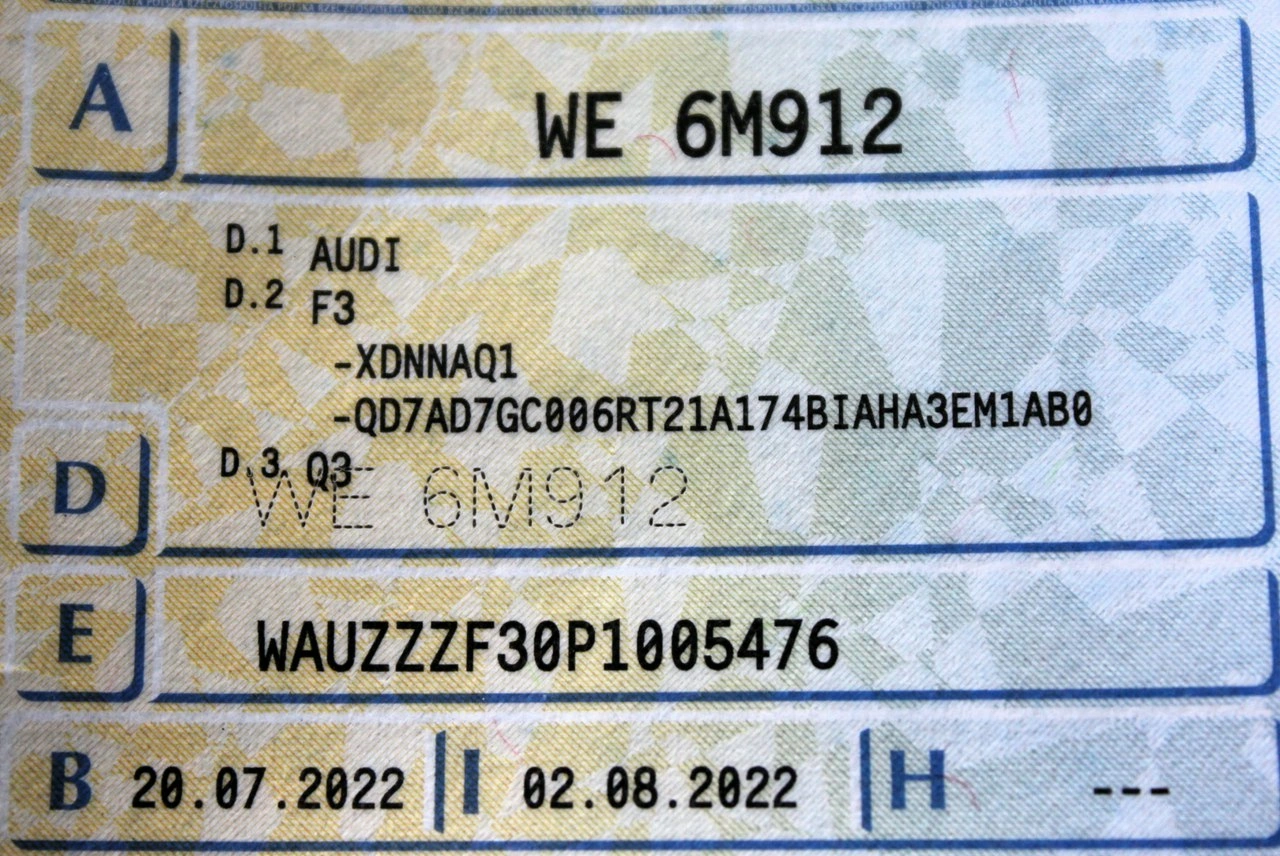 A WE 6M912
D.1 AUDI
D.2 F3
-XDNNAQ1
-QD7AD7GC006RT21A174BIAHA3EM1AB0
D D.3 Q3
WE 6M912
E WAUZZZF30P1005476
B 20.07.2022 I 02.08.2022 H ---